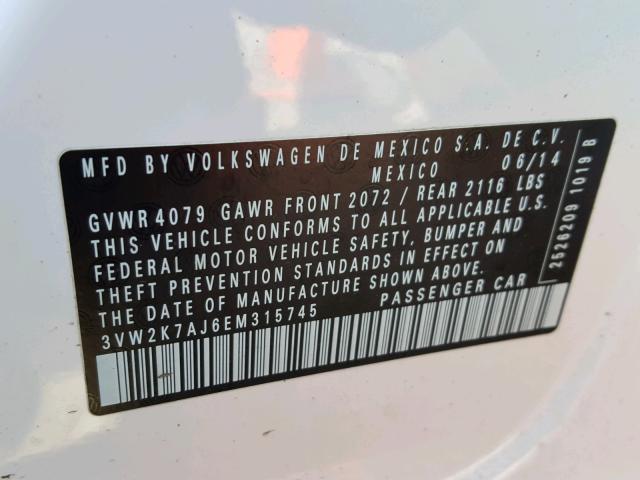 MFD BY VOLKSWAGEN DE MEXICO S.A. DE C.V.
MEXICO 06/14
GVWR 4079 GAWR FRONT 2072 / REAR 2116 LBS
THIS VEHICLE CONFORMS TO ALL APPLICABLE U.S.
FEDERAL MOTOR VEHICLE SAFETY, BUMPER AND
THEFT PREVENTION STANDARDS IN EFFECT ON
THE DATE OF MANUFACTURE SHOWN ABOVE.
3VW2K7AJ6EM315745 PASSENGER CAR
2526209 1019 B